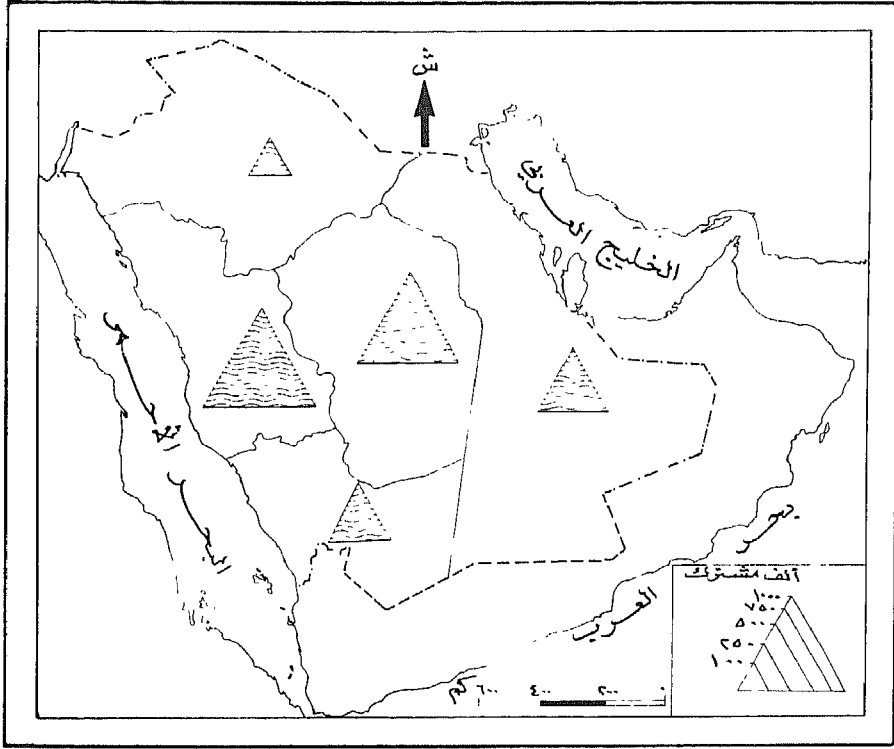 ش
الخليج العربي
البحر الأحمر
بحر
العرب
ألف مشترك
١٠٠٠
٧٥٠
٥٠٠
٢٥٠
١٠٠
٦٠٠ كم ٤٠٠ ٢٠٠ ٠